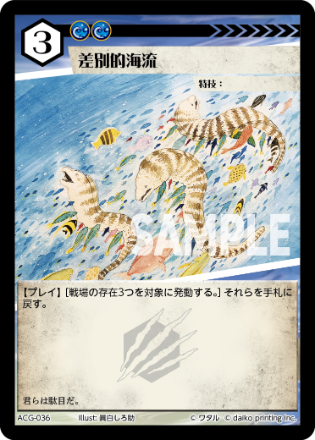 3
差別的海流
特技：
SAMPLE
【プレイ】[戦場の存在3つを対象に発動する。]それらを手札に
戻す。
君らは駄目だ。
ACG-036 Illust: 眞白しろ助 © ワタル © daiko printing inc.